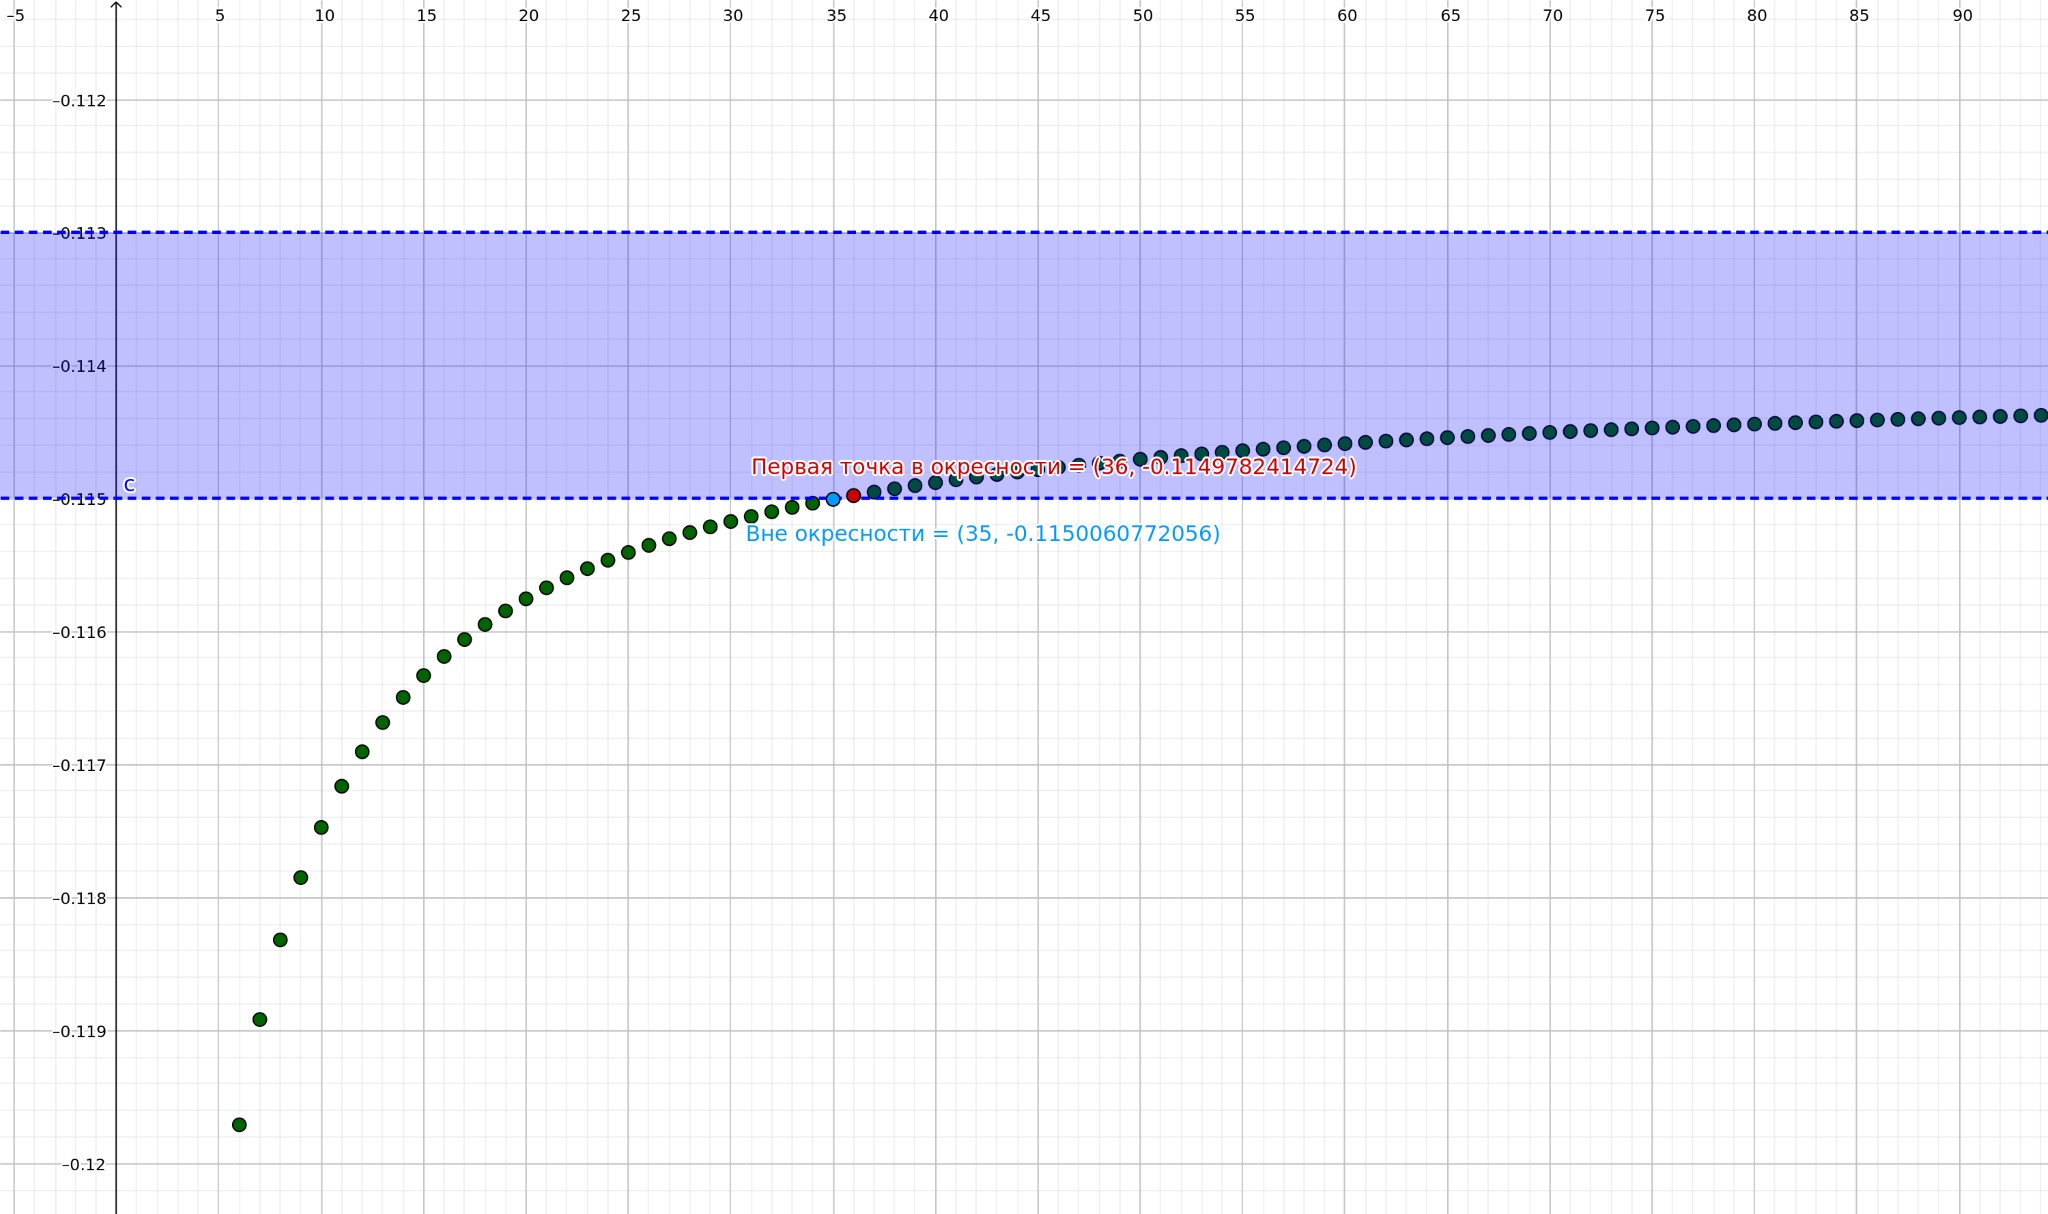 –5 5 10 15 20 25 30 35 40 45 50 55 60 65 70 75 80 85 90
–0.112
–0.113
–0.114
Первая точка в окресности = (36, -0.1149782414724)
c
–0.115
Вне окресности = (35, -0.1150060772056)
–0.116
–0.117
–0.118
–0.119
–0.12